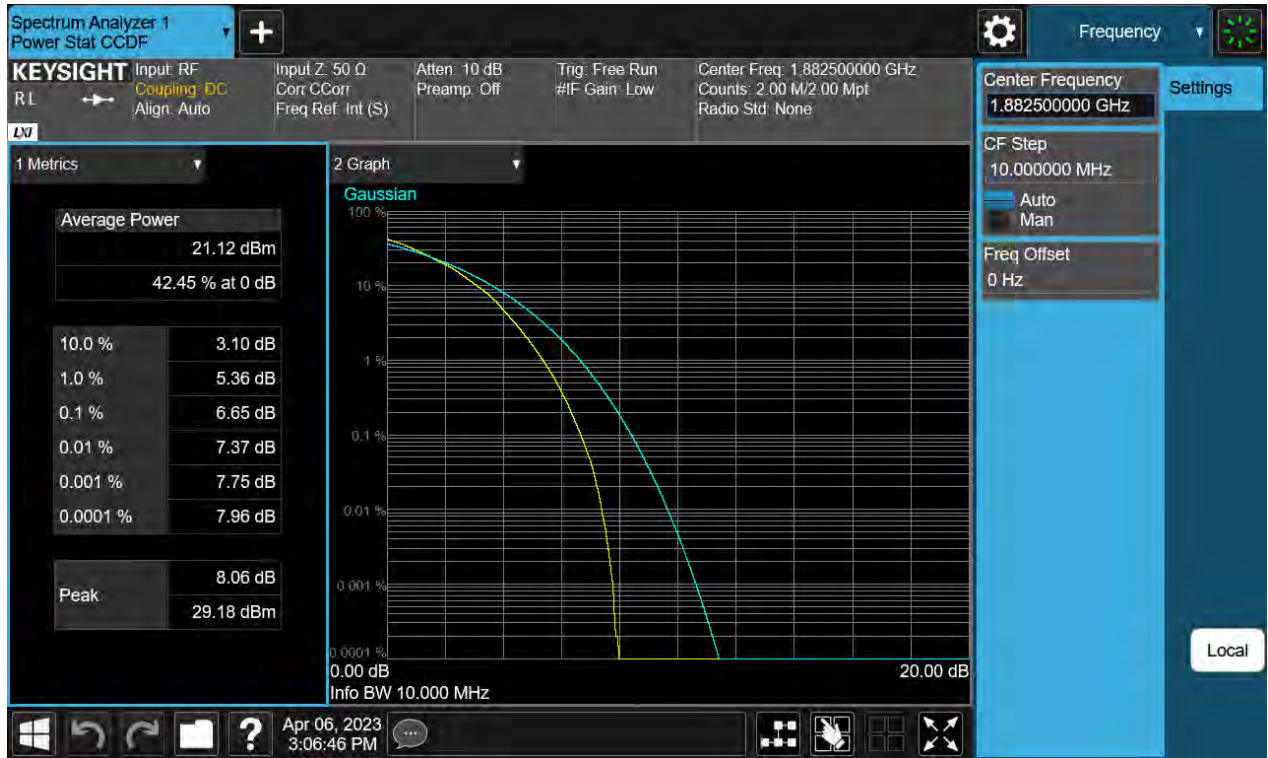 Spectrum Analyzer 1
Power Stat CCDF
Frequency
KEYSIGHT
RL
LXI
Input: RF
Coupling: DC
Align: Auto
Input Z: 50 Ω
Corr CCorr
Freq Ref: Int (S)
Atten: 10 dB
Preamp: Off
Trig: Free Run
#IF Gain: Low
Center Freq: 1.882500000 GHz
Counts: 2.00 M/2.00 Mpt
Radio Std: None
Center Frequency
1.882500000 GHz
Settings
CF Step
10.000000 MHz
Auto
Man
Freq Offset
0 Hz
1 Metrics
Average Power
21.12 dBm
42.45 % at 0 dB
10.0 % 3.10 dB
1.0 % 5.36 dB
0.1 % 6.65 dB
0.01 % 7.37 dB
0.001 % 7.75 dB
0.0001 % 7.96 dB
Peak
8.06 dB
29.18 dBm
2 Graph
Gaussian
100 %
10 %
1 %
0.1 %
0.01 %
0.001 %
0.0001 %
0.00 dB 20.00 dB
Info BW 10.000 MHz
Local
?
Apr 06, 2023
3:06:46 PM